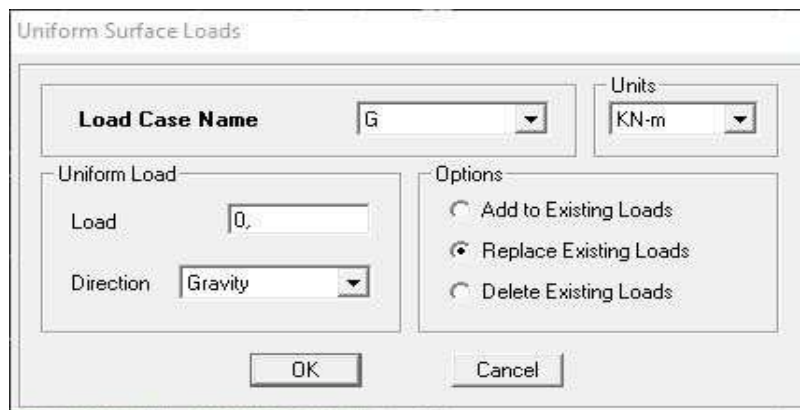 Uniform Surface Loads
Load Case Name
G
Units
KN-m
Uniform Load
Load
0,
Direction
Gravity
Options
Add to Existing Loads
Replace Existing Loads
Delete Existing Loads
OK
Cancel